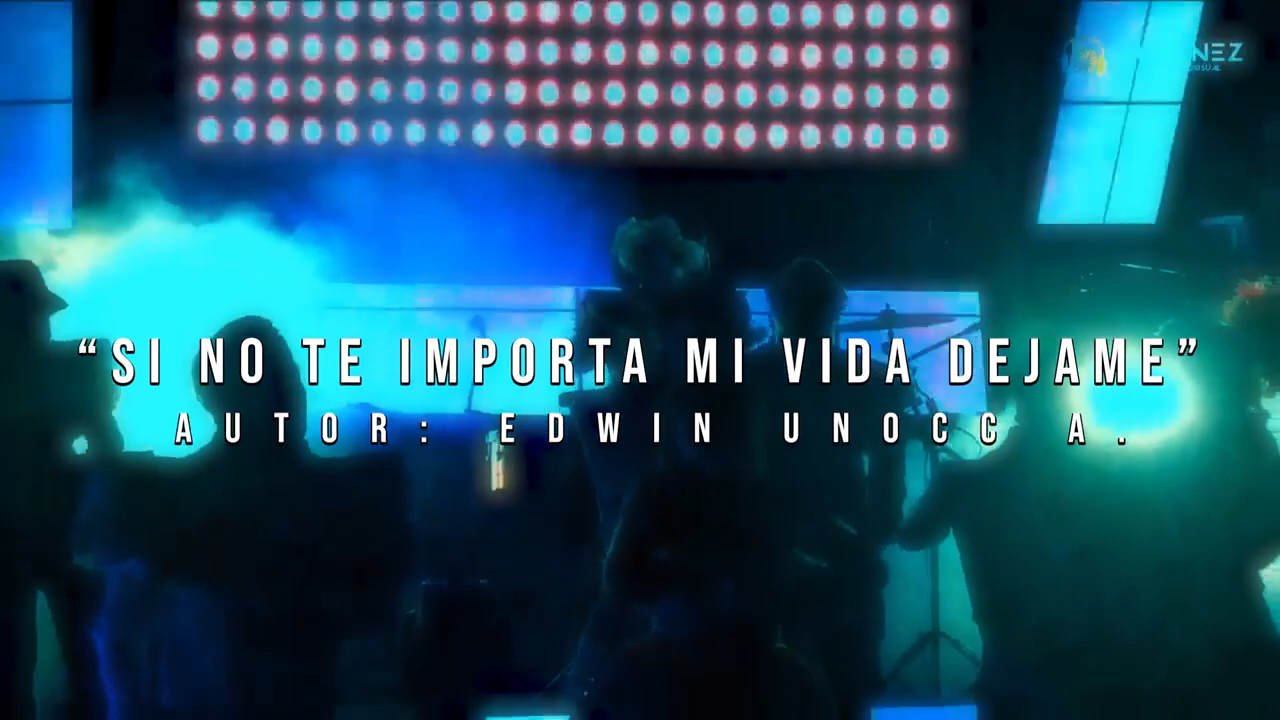 “SI NO TE IMPORTA MI VIDA DEJAME”
AUTOR: EDWIN UNOCC A.